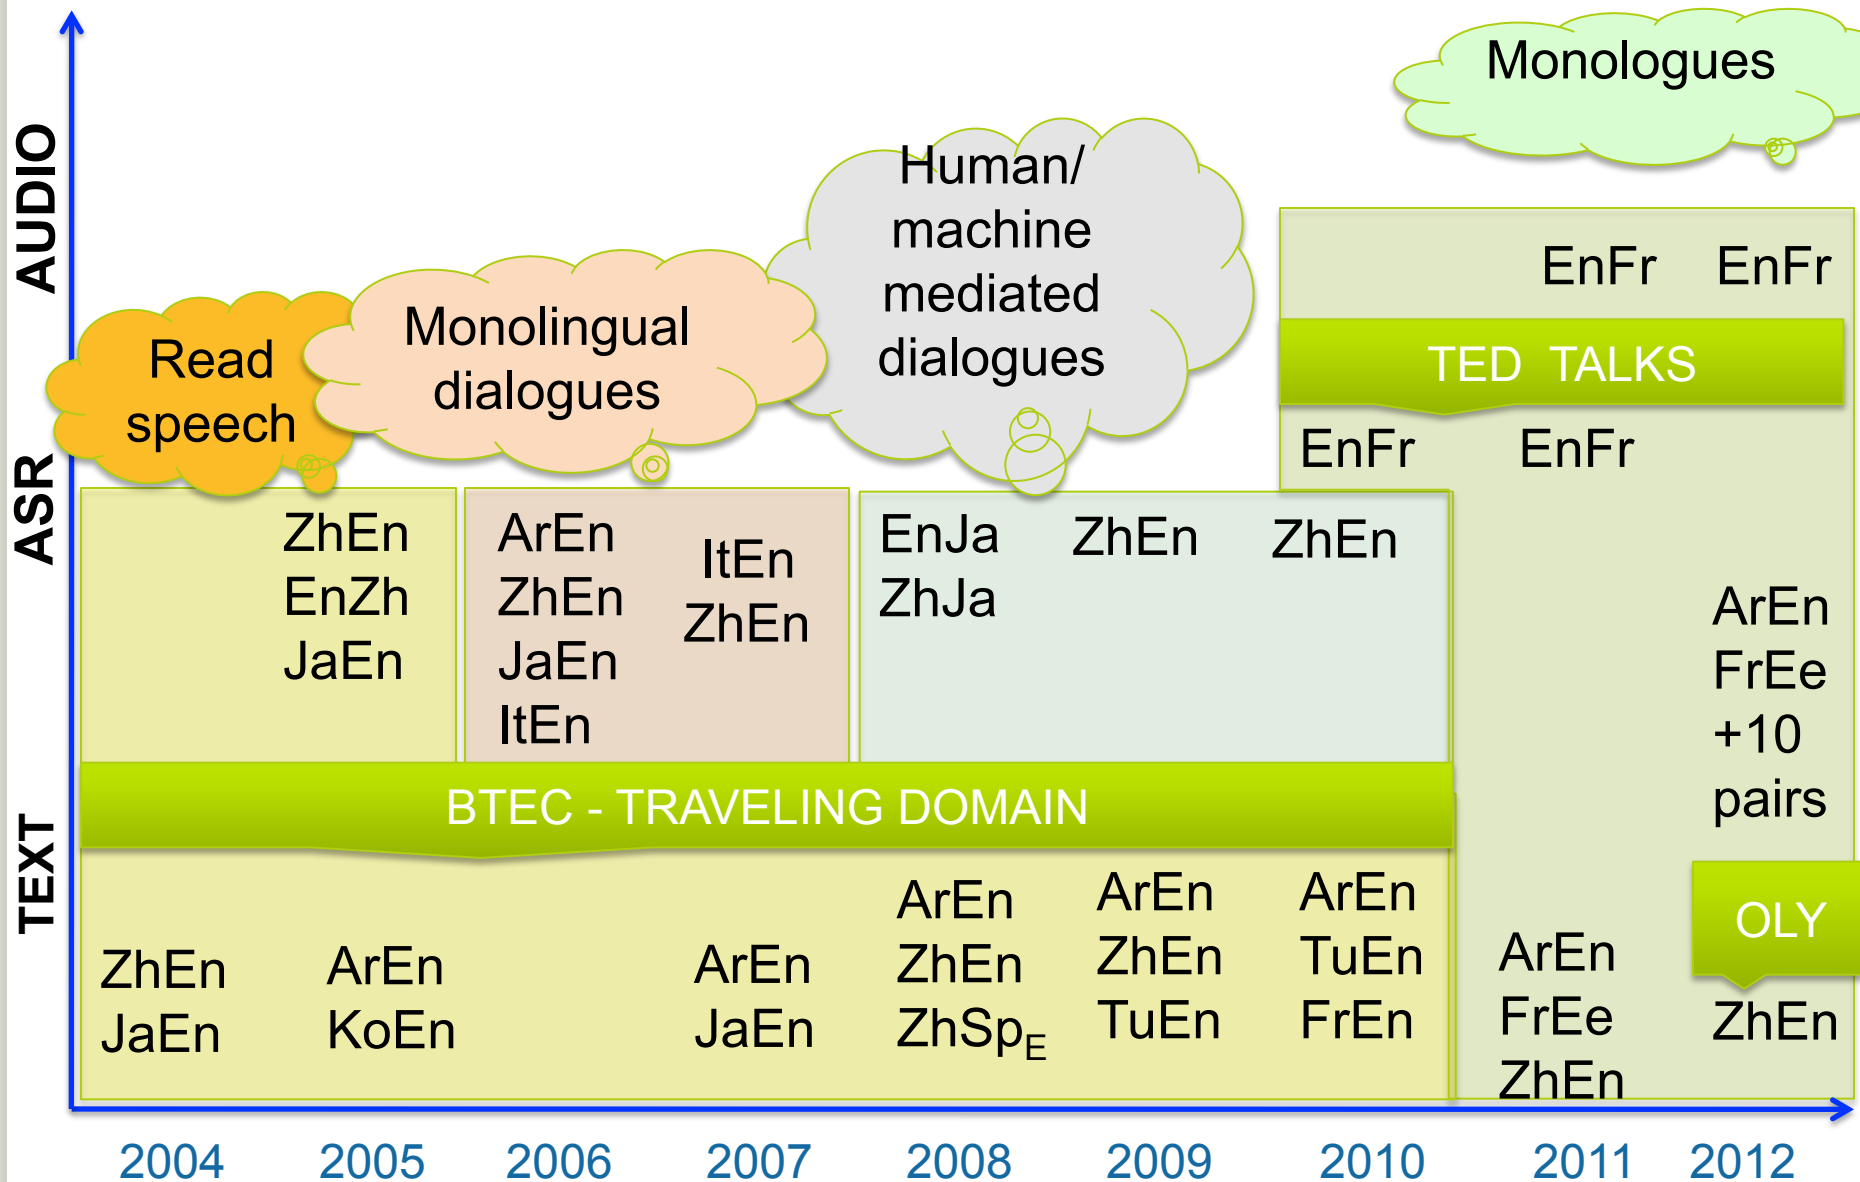 Monologues
Human/
machine
mediated
dialogues
Monolingual
dialogues
Read
speech
AUDIO
ASR
TEXT
EnFr
EnFr
TED TALKS
EnFr
EnFr
ZhEn
EnZh
JaEn
ArEn
ZhEn
JaEn
ItEn
ItEn
ZhEn
EnJa
ZhJa
ZhEn
ZhEn
ArEn
FrEe
+10
pairs
BTEC - TRAVELING DOMAIN
OLY
ZhEn
JaEn
ArEn
KoEn
ArEn
JaEn
ArEn
ZhEn
ZhSpE
ArEn
ZhEn
TuEn
ArEn
TuEn
FrEn
ArEn
FrEe
ZhEn
ZhEn
2004 2005 2006 2007 2008 2009 2010 2011 2012